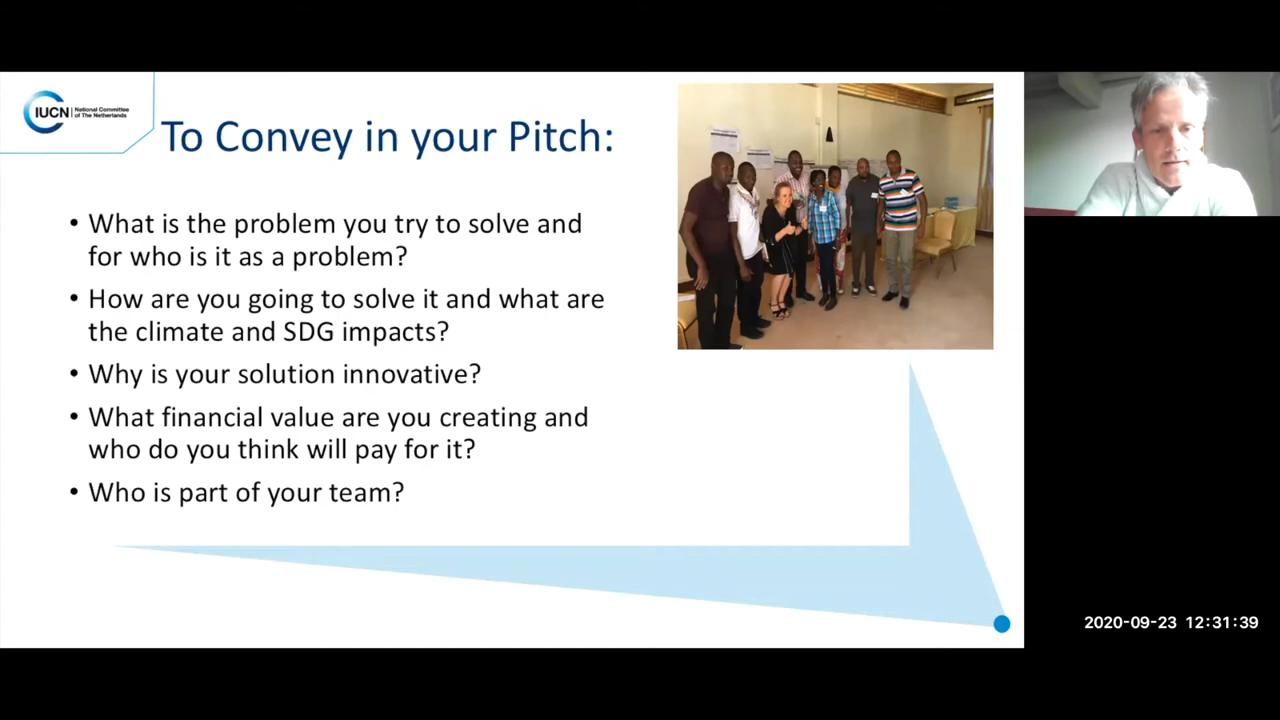 IUCN
National Committee
of The Netherlands
To Convey in your Pitch:
• What is the problem you try to solve and
for who is it as a problem?
• How are you going to solve it and what are
the climate and SDG impacts?
• Why is your solution innovative?
• What financial value are you creating and
who do you think will pay for it?
• Who is part of your team?
2020-09-23 12:31:39